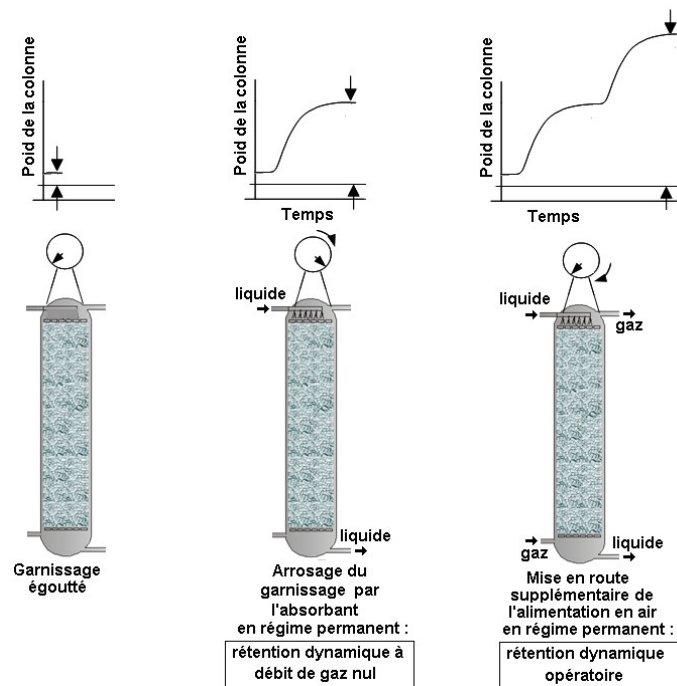 Poid de la colonne
Poid de la colonne
Temps
Poid de la colonne
Temps
liquide
liquide
gaz
liquide
gaz
liquide
Garnissage
égoutté
Arrosage du
garnissage par
l'absorbant
en régime permanent :
rétention dynamique à
débit de gaz nul
Mise en route
supplémentaire de
l'alimentation en air
en régime permanent :
rétention dynamique
opératoire